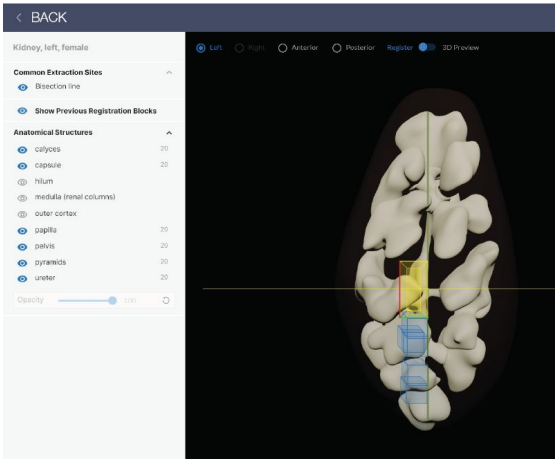 < BACK
Kidney, left, female
Left Right Anterior Posterior Register 3D Preview
Common Extraction Sites
Bisection line
Show Previous Registration Blocks
Anatomical Structures
calyces 20
capsule 20
hilum
medulla (renal columns)
outer cortex
papilla 20
pelvis 20
pyramids 20
ureter 20
Opacity 100